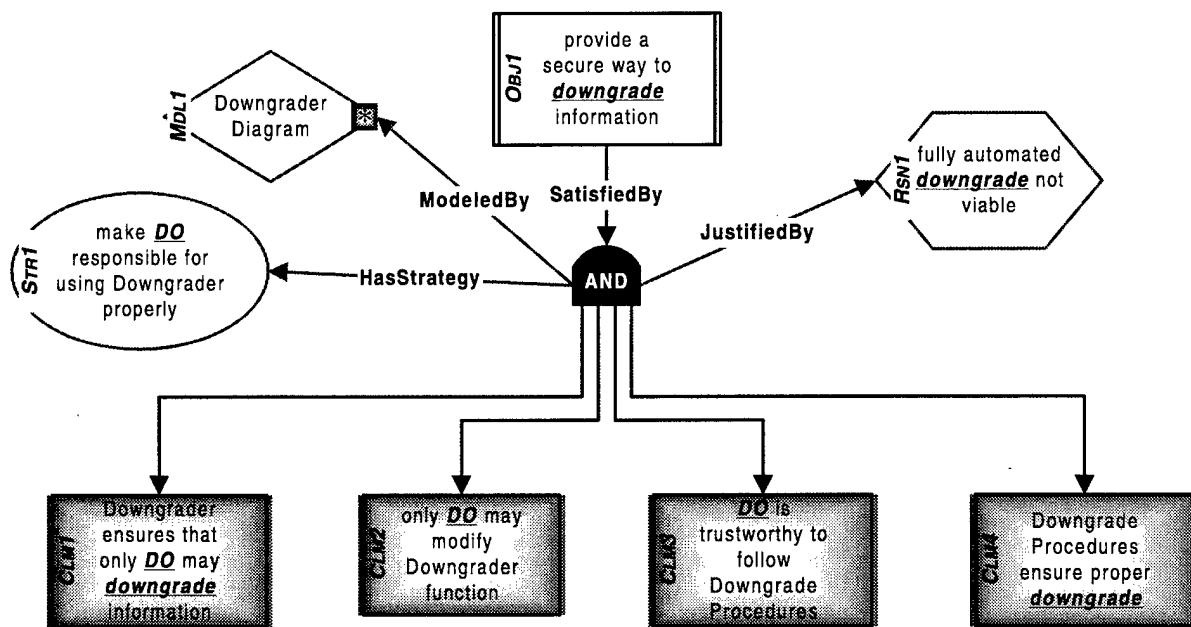 OBJ1
provide a
secure way to
downgrade
information
MDL1
Downgrader
Diagram
RSN1
fully automated
downgrade not
viable
ModeledBy
SatisfiedBy
JustifiedBy
STR1
make DO
responsible for
using Downgrader
properly
HasStrategy
AND
CLM1
Downgrader
ensures that
only DO may
downgrade
information
CLM2
only DO may
modify
Downgrader
function
CLM3
DO is
trustworthy to
follow
Downgrade
Procedures
CLM4
Downgrade
Procedures
ensure proper
downgrade